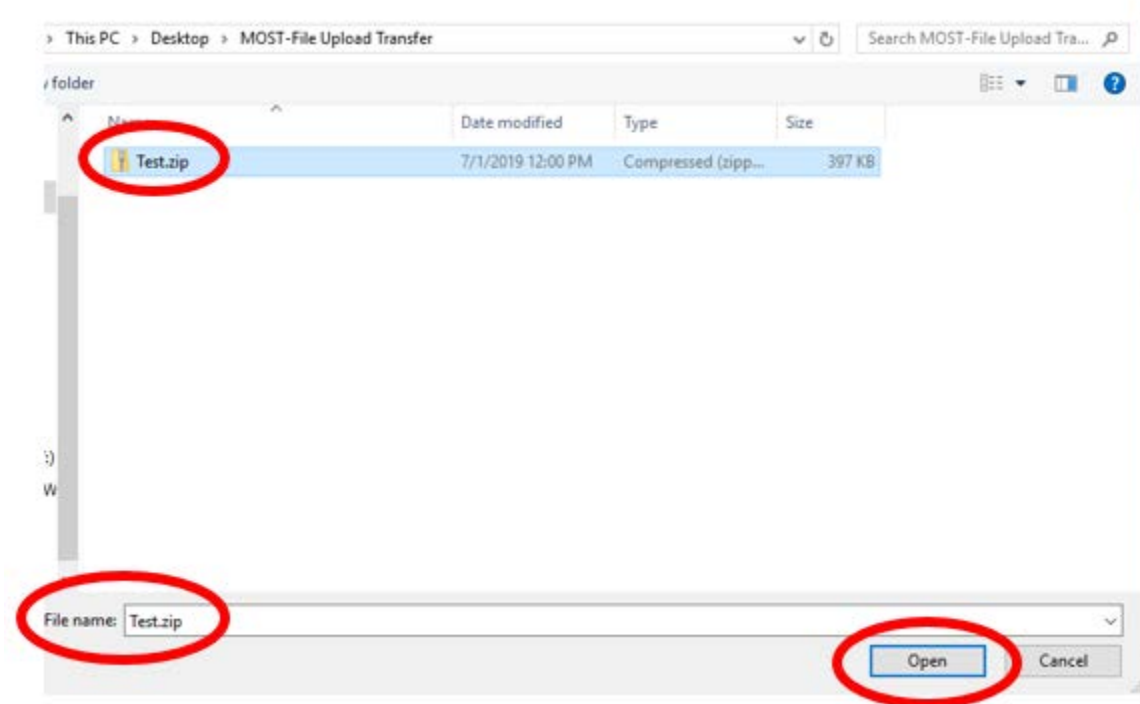 › This PC › Desktop › MOST-File Upload Transfer Search MOST-File Upload Tra...
folder
Date modified Type Size
Test.zip 7/1/2019 12:00 PM Compressed (zipp... 397 KB
:)
W
File name: Test.zip
Open Cancel